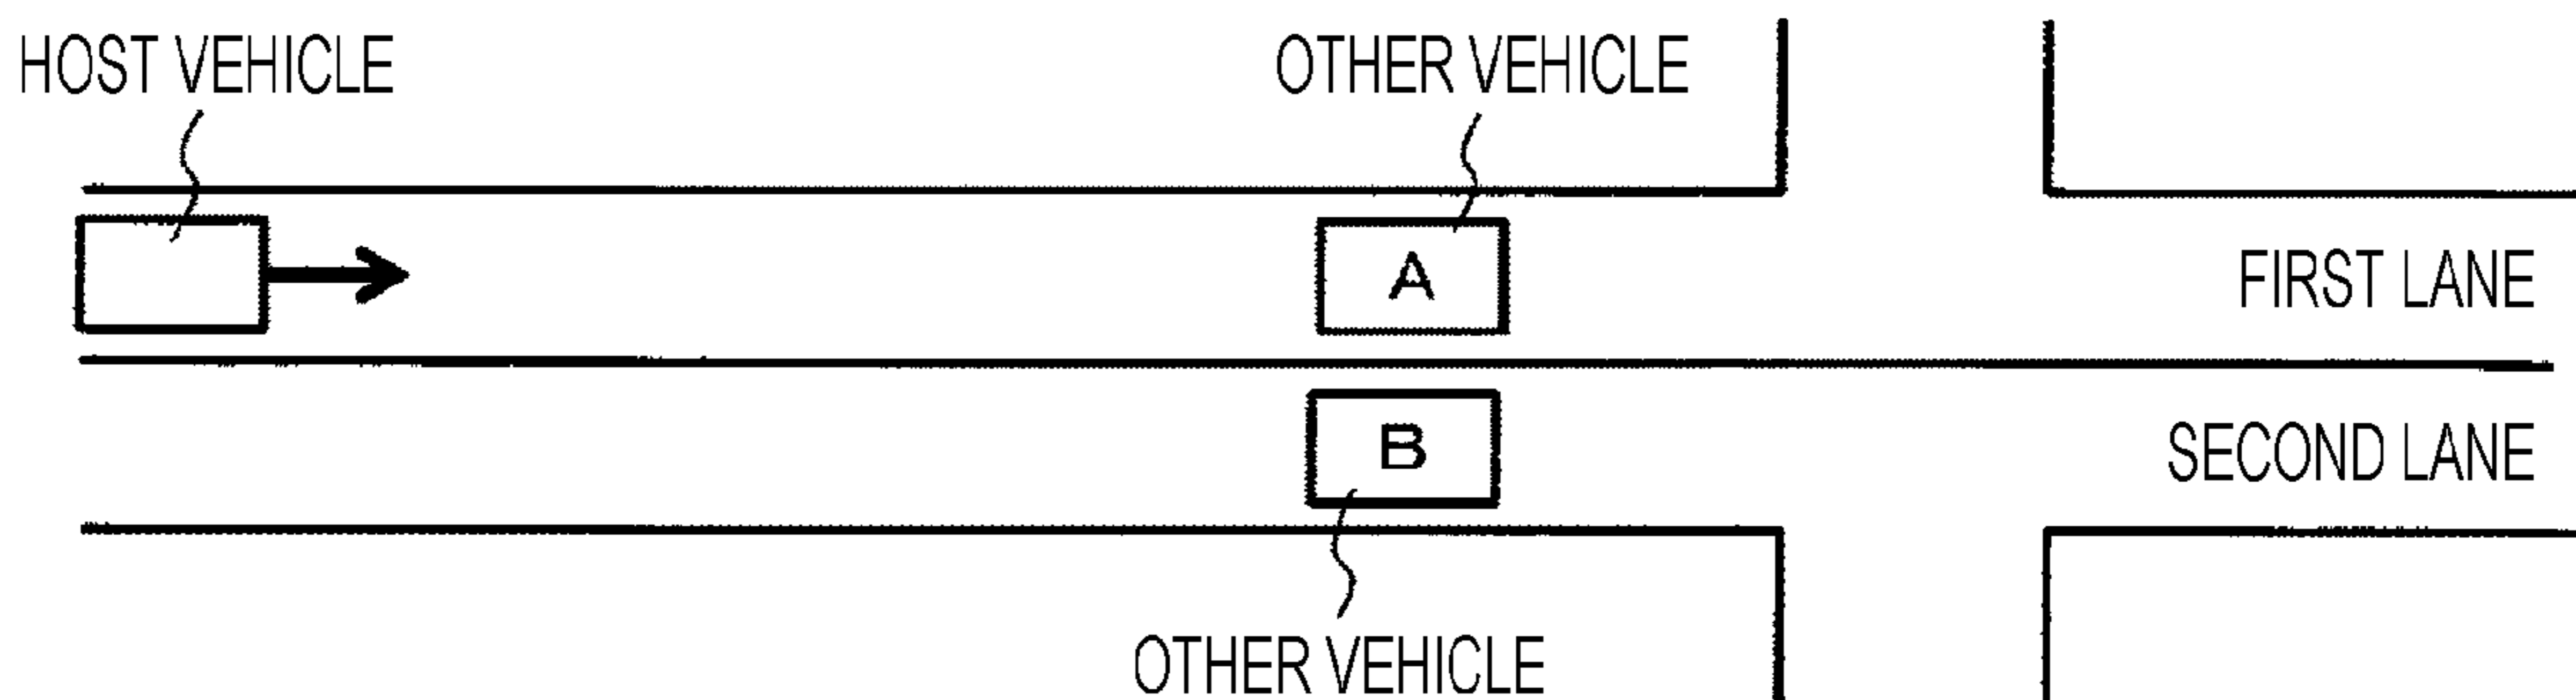 HOST VEHICLE
OTHER VEHICLE
A
FIRST LANE
B
SECOND LANE
OTHER VEHICLE